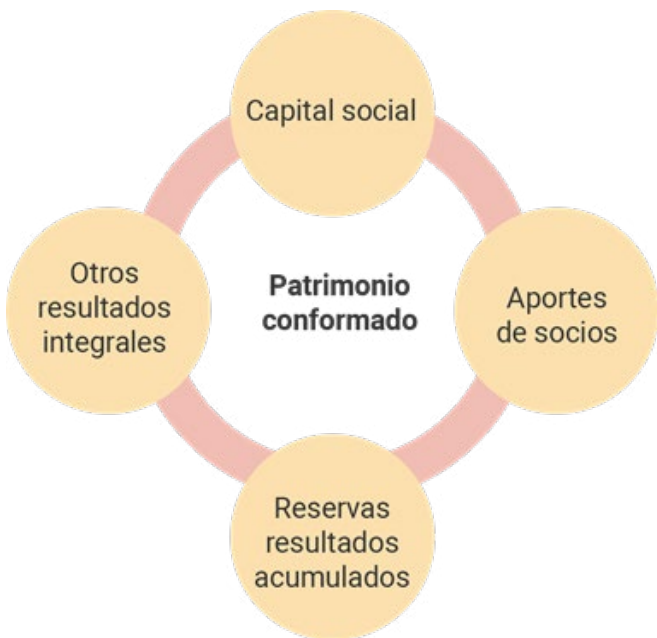 Capital social
Otros
resultados
integrales
Patrimonio
conformado
Aportes
de socios
Reservas
resultados
acumulados